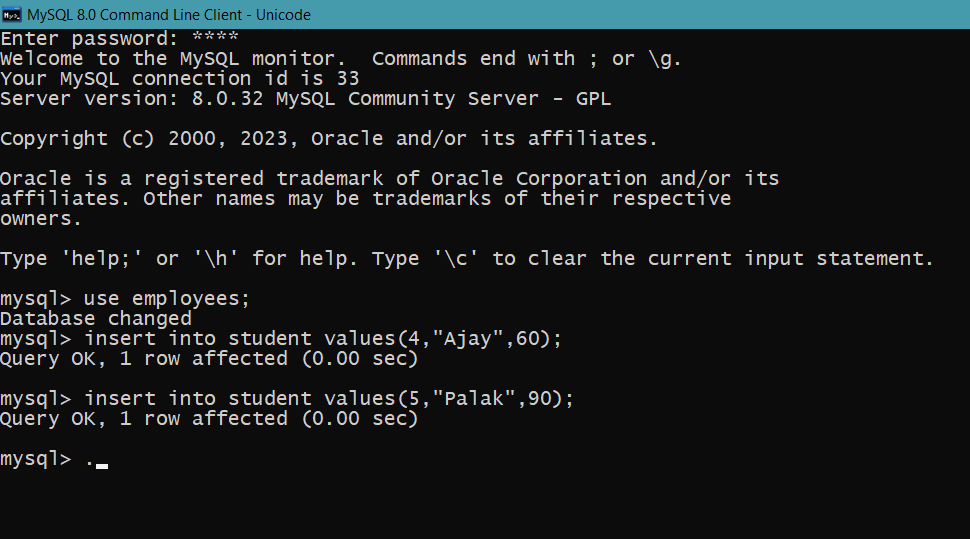 MySQL 8.0 Command Line Client - Unicode
Enter password: ****
Welcome to the MySQL monitor.  Commands end with ; or \g.
Your MySQL connection id is 33
Server version: 8.0.32 MySQL Community Server - GPL
Copyright (c) 2000, 2023, Oracle and/or its affiliates.
Oracle is a registered trademark of Oracle Corporation and/or its
affiliates. Other names may be trademarks of their respective
owners.
Type 'help;' or '\h' for help. Type '\c' to clear the current input statement.
mysql> use employees;
Database changed
mysql> insert into student values(4,"Ajay",60);
Query OK, 1 row affected (0.00 sec)
mysql> insert into student values(5,"Palak",90);
Query OK, 1 row affected (0.00 sec)
mysql> .